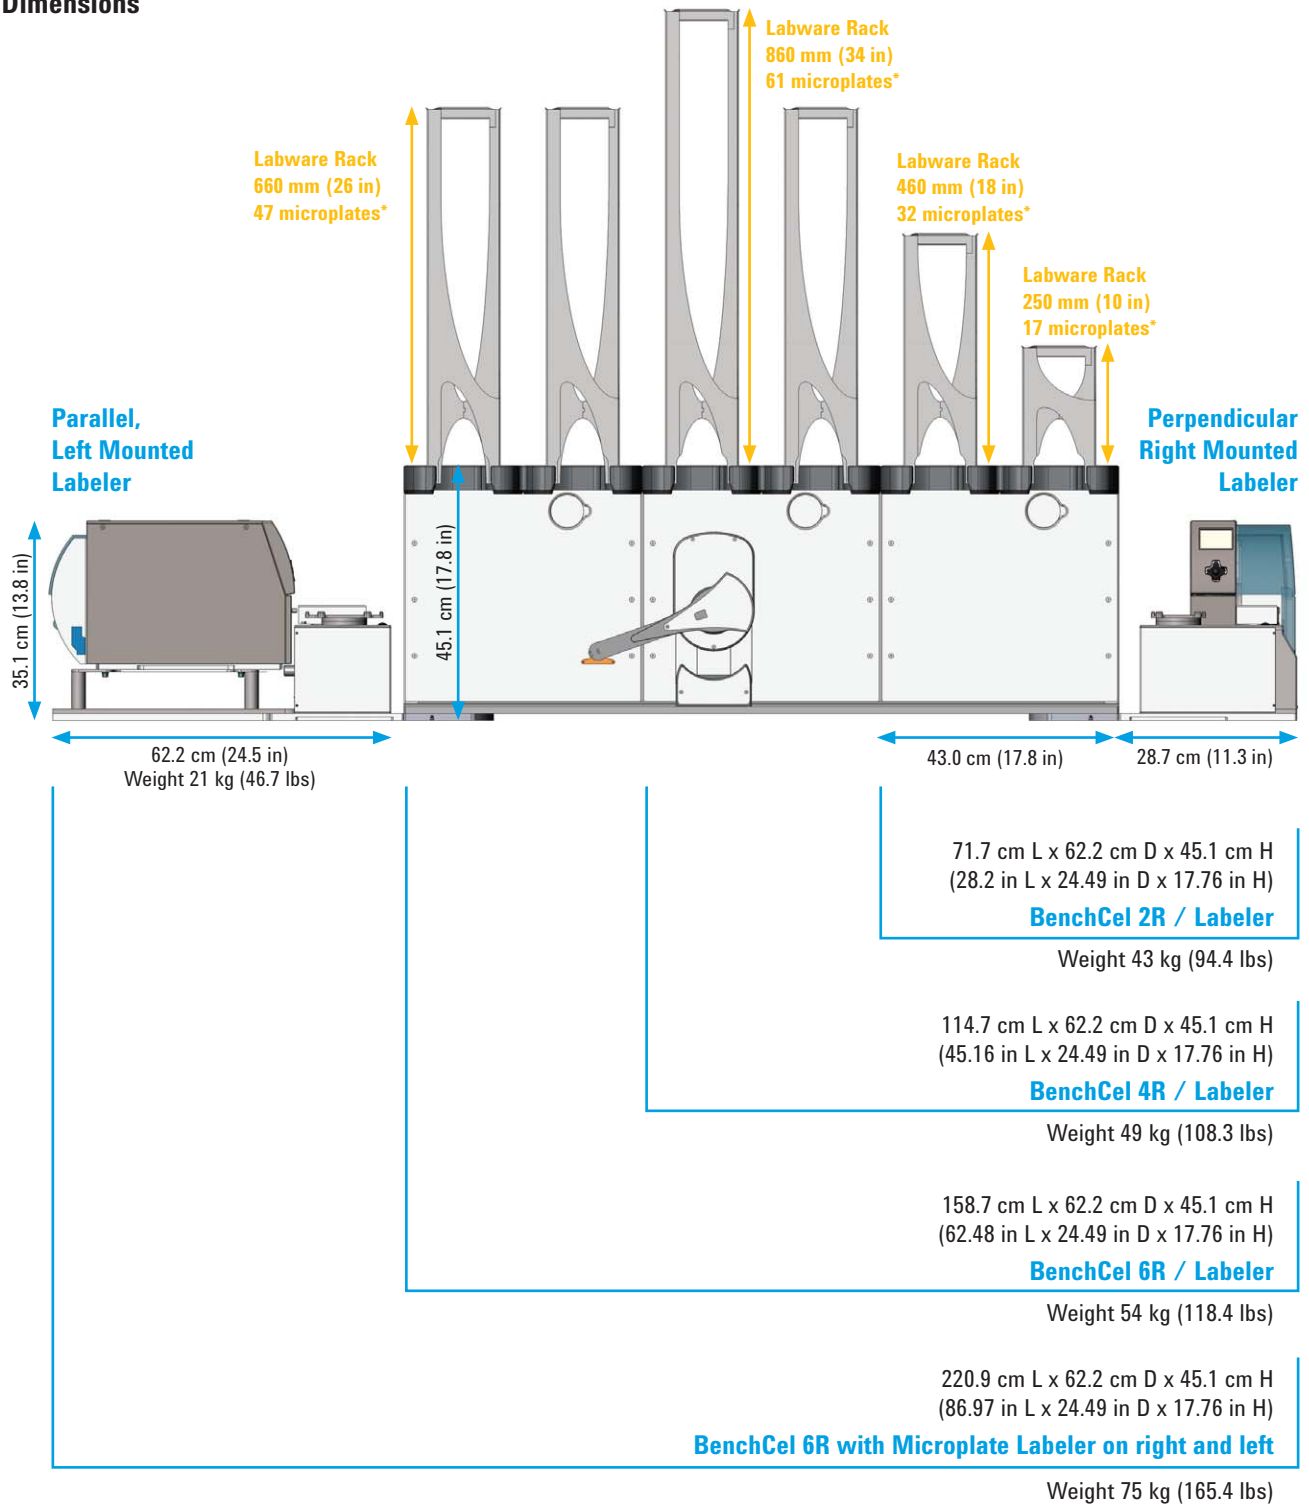 Dimensions
Labware Rack
860 mm (34 in)
61 microplates*
Labware Rack
660 mm (26 in)
47 microplates*
Labware Rack
460 mm (18 in)
32 microplates*
Labware Rack
250 mm (10 in)
17 microplates*
Parallel,
Left Mounted
Labeler
Perpendicular
Right Mounted
Labeler
35.1 cm (13.8 in)
45.1 cm (17.8 in)
62.2 cm (24.5 in)
Weight 21 kg (46.7 lbs)
43.0 cm (17.8 in)
28.7 cm (11.3 in)
71.7 cm L x 62.2 cm D x 45.1 cm H
(28.2 in L x 24.49 in D x 17.76 in H)
BenchCel 2R / Labeler
Weight 43 kg (94.4 lbs)
114.7 cm L x 62.2 cm D x 45.1 cm H
(45.16 in L x 24.49 in D x 17.76 in H)
BenchCel 4R / Labeler
Weight 49 kg (108.3 lbs)
158.7 cm L x 62.2 cm D x 45.1 cm H
(62.48 in L x 24.49 in D x 17.76 in H)
BenchCel 6R / Labeler
Weight 54 kg (118.4 lbs)
220.9 cm L x 62.2 cm D x 45.1 cm H
(86.97 in L x 24.49 in D x 17.76 in H)
BenchCel 6R with Microplate Labeler on right and left
Weight 75 kg (165.4 lbs)